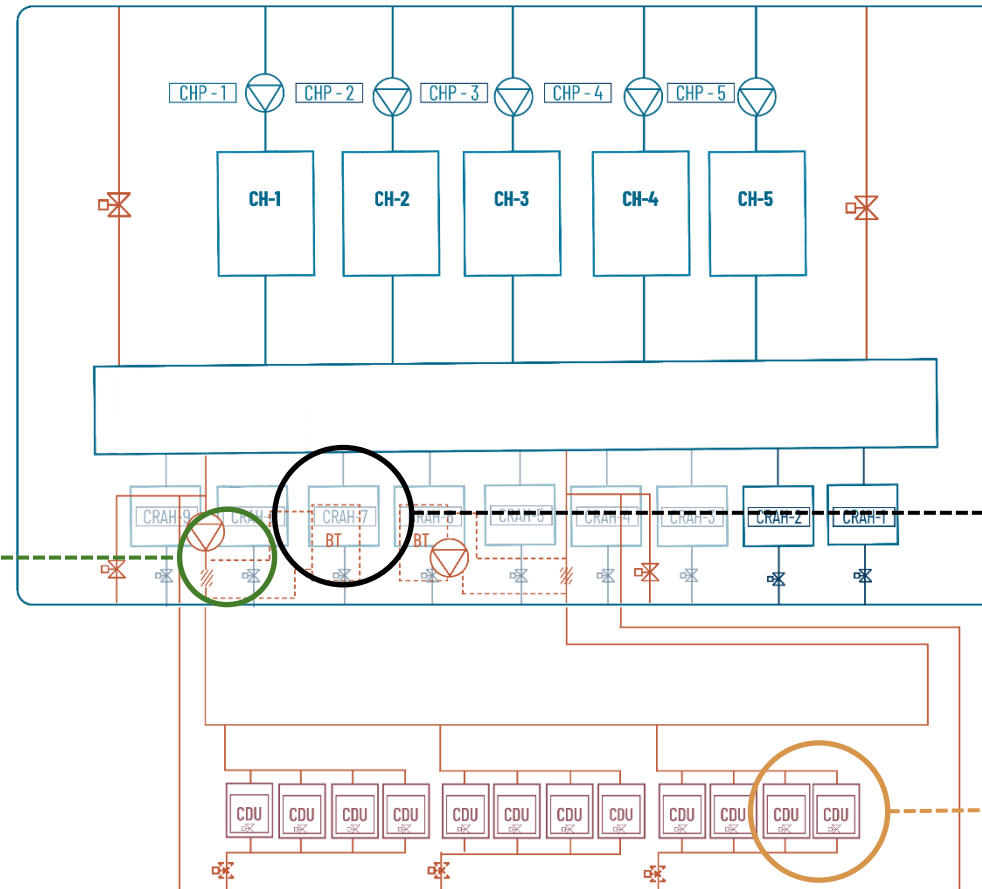 CHP - 1
CHP - 2
CHP - 3
CHP - 4
CHP - 5
CH-1
CH-2
CH-3
CH-4
CH-5
CRAH-9
CRAH-7
CRAH-6
CRAH-5
CRAH-4
CRAH-3
CRAH-2
CRAH-1
BT
BT
CDU
CDU
CDU
CDU
CDU
CDU
CDU
CDU
CDU
CDU
CDU
CDU